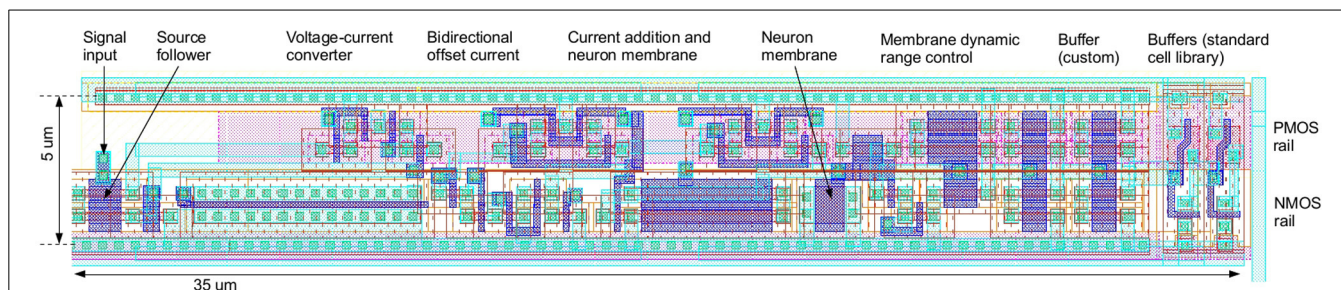 Signal
input
Source
follower
Voltage-current
converter
Bidirectional
offset current
Current addition and
neuron membrane
Neuron
membrane
Membrane dynamic
range control
Buffer
(custom)
Buffers (standard
cell library)
5 um
PMOS
rail
NMOS
rail
35 um